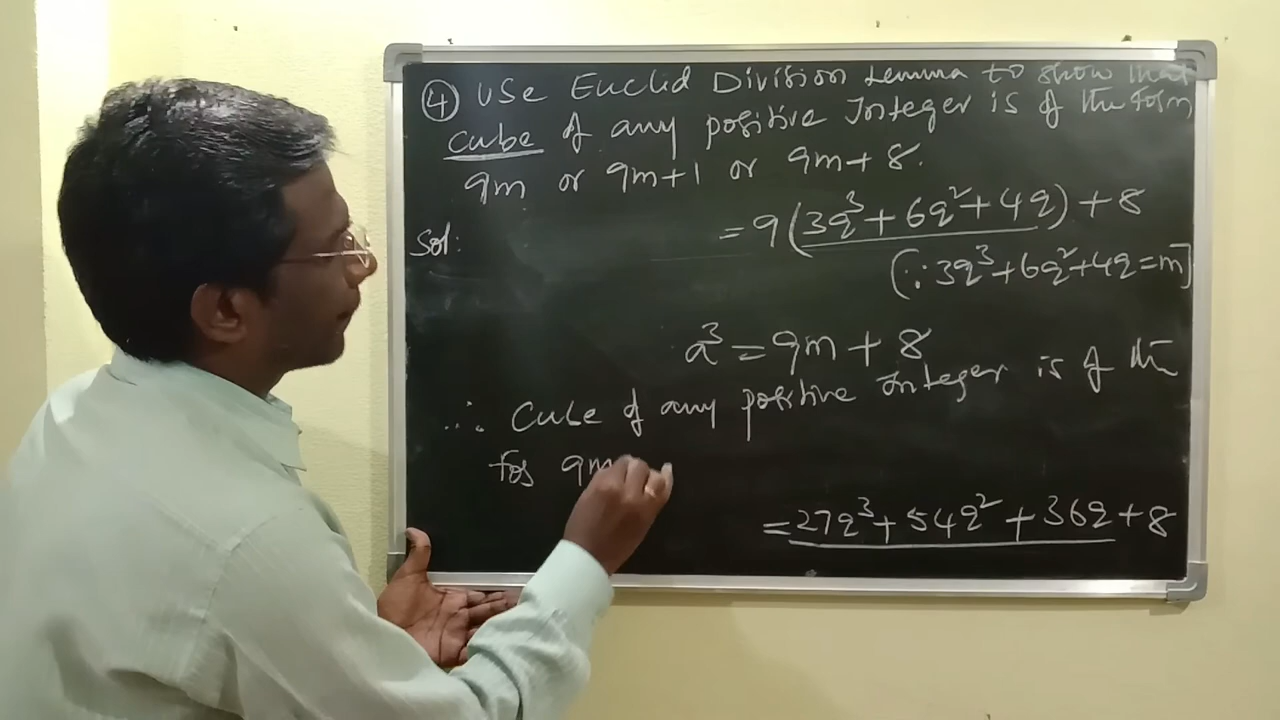 ④ Use Euclid Division Lemma to show that
cube of any positive Integer is of the form
9m or 9m+1 or 9m+8.
= 9(3q³+6q²+4q)+8
Sol:
(∵3q³+6q²+4q=m)
a³=9m+8
∴ Cube of any positive Integer is of the
for 9m
=27q³+54q²+36q+8